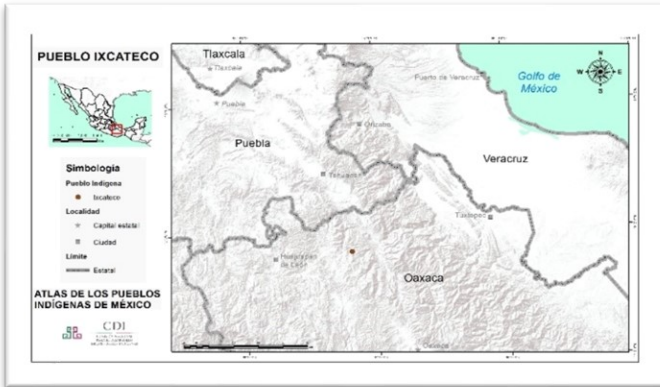 PUEBLO IXCATECO
Simbología
Pueblo Indígena
Ixcateco
Localidad
Capital estatal
Ciudad
Límite
Estatal
ATLAS DE LOS PUEBLOS
INDÍGENAS DE MÉXICO
CDI
Tlaxcala
Tlaxcala
Puebla
Puebla
Orizaba
Puerto de Veracruz
Golfo de
México
N
W
E
S
Veracruz
Tehuacán
Tuxtepec
Huajuapan
de León
Oaxaca
Oaxaca